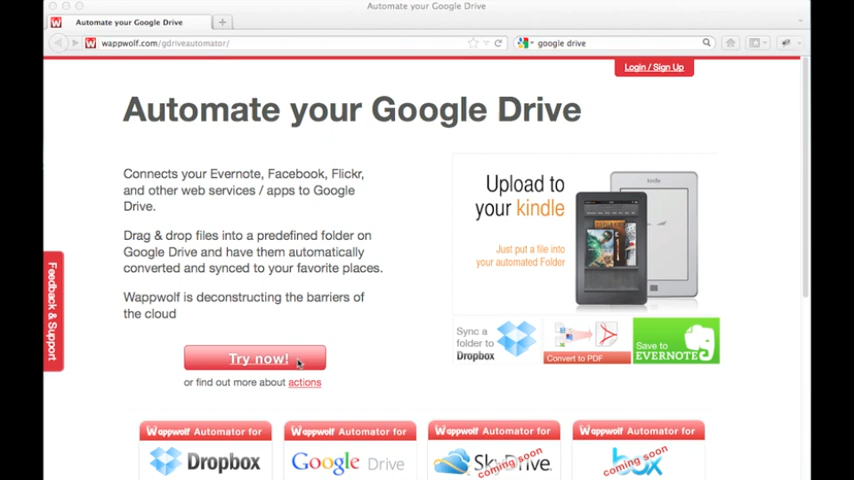 Automate your Google Drive
Automate your Google Drive
wappwolf.com/gdriveautomator/
google drive
Login / Sign Up
Automate your Google Drive
Connects your Evernote, Facebook, Flickr,
and other web services / apps to Google
Drive.
Drag & drop files into a predefined folder on
Google Drive and have them automatically
converted and synced to your favorite places.
Wappwolf is deconstructing the barriers of
the cloud
Try now!
or find out more about actions
Feedback & Support
Upload to
your kindle
Just put a file into
your automated Folder
kindle
Sync a
folder to
Dropbox
Convert to PDF
Save to
EVERNOTE
Wappwolf Automator for
Dropbox
Wappwolf Automator for
Google Drive
Wappwolf Automator for
SkyDrive
coming soon
Wappwolf Automator for
box
coming soon